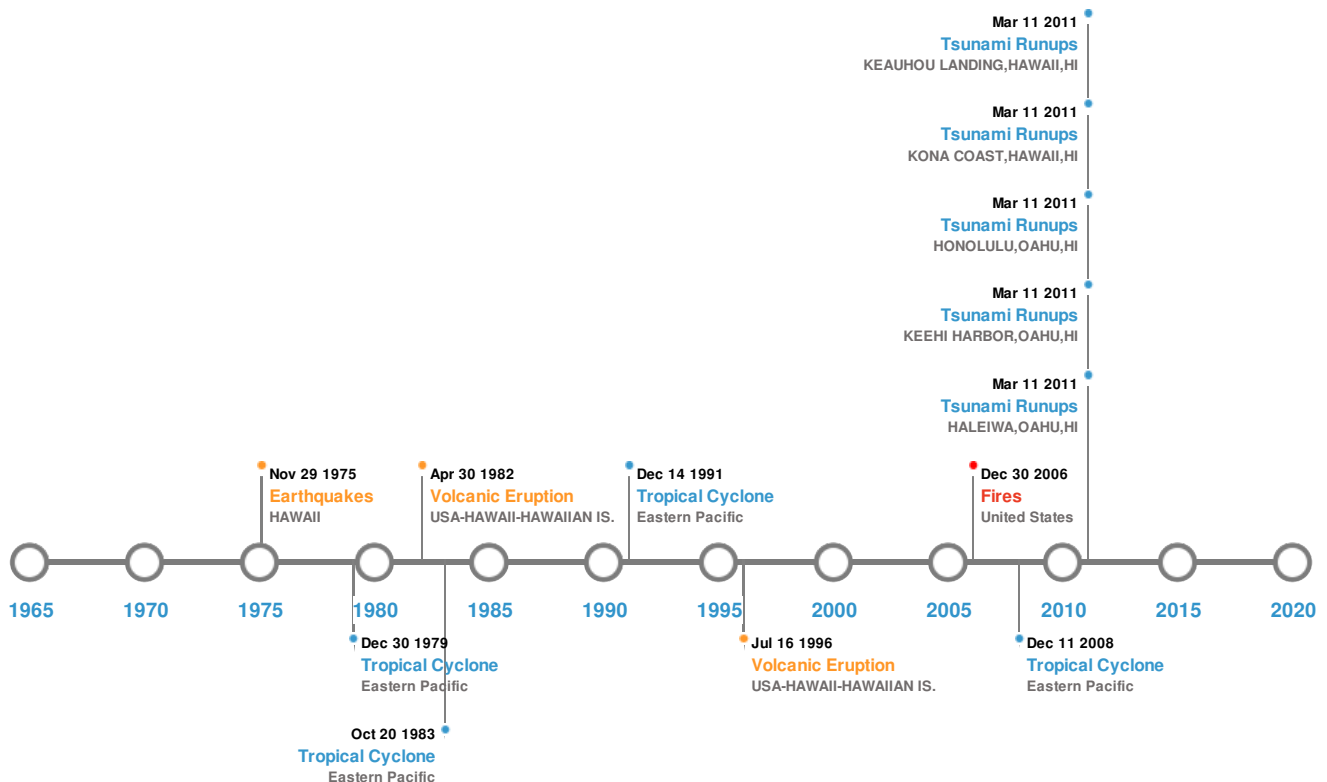 Mar 11 2011
Tsunami Runups
KEAUHOU LANDING,HAWAII,HI
Mar 11 2011
Tsunami Runups
KONA COAST,HAWAII,HI
Mar 11 2011
Tsunami Runups
HONOLULU,OAHU,HI
Mar 11 2011
Tsunami Runups
KEEHI HARBOR,OAHU,HI
Mar 11 2011
Tsunami Runups
HALEIWA,OAHU,HI
Nov 29 1975
Earthquakes
HAWAII
Apr 30 1982
Volcanic Eruption
USA-HAWAII-HAWAIIAN IS.
Dec 14 1991
Tropical Cyclone
Eastern Pacific
Dec 30 2006
Fires
United States
1965 1970 1975 1980 1985 1990 1995 2000 2005 2010 2015 2020
Dec 30 1979
Tropical Cyclone
Eastern Pacific
Jul 16 1996
Volcanic Eruption
USA-HAWAII-HAWAIIAN IS.
Dec 11 2008
Tropical Cyclone
Eastern Pacific
Oct 20 1983
Tropical Cyclone
Eastern Pacific